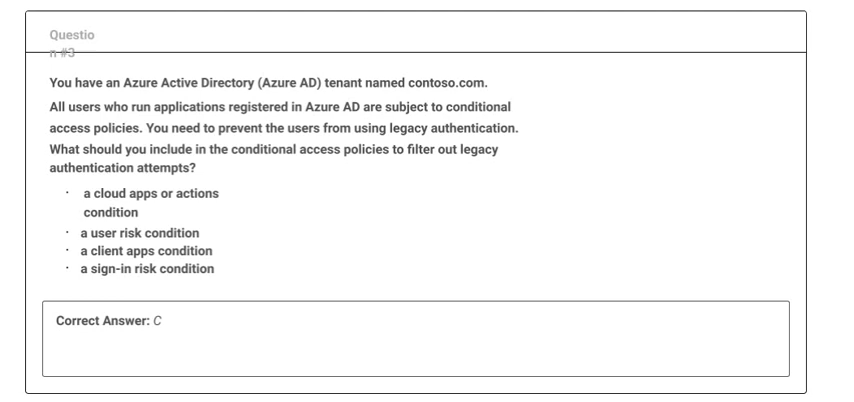 Questio
n #3
You have an Azure Active Directory (Azure AD) tenant named contoso.com.
All users who run applications registered in Azure AD are subject to conditional
access policies. You need to prevent the users from using legacy authentication.
What should you include in the conditional access policies to filter out legacy
authentication attempts?
· a cloud apps or actions
condition
· a user risk condition
· a client apps condition
· a sign-in risk condition
Correct Answer: C